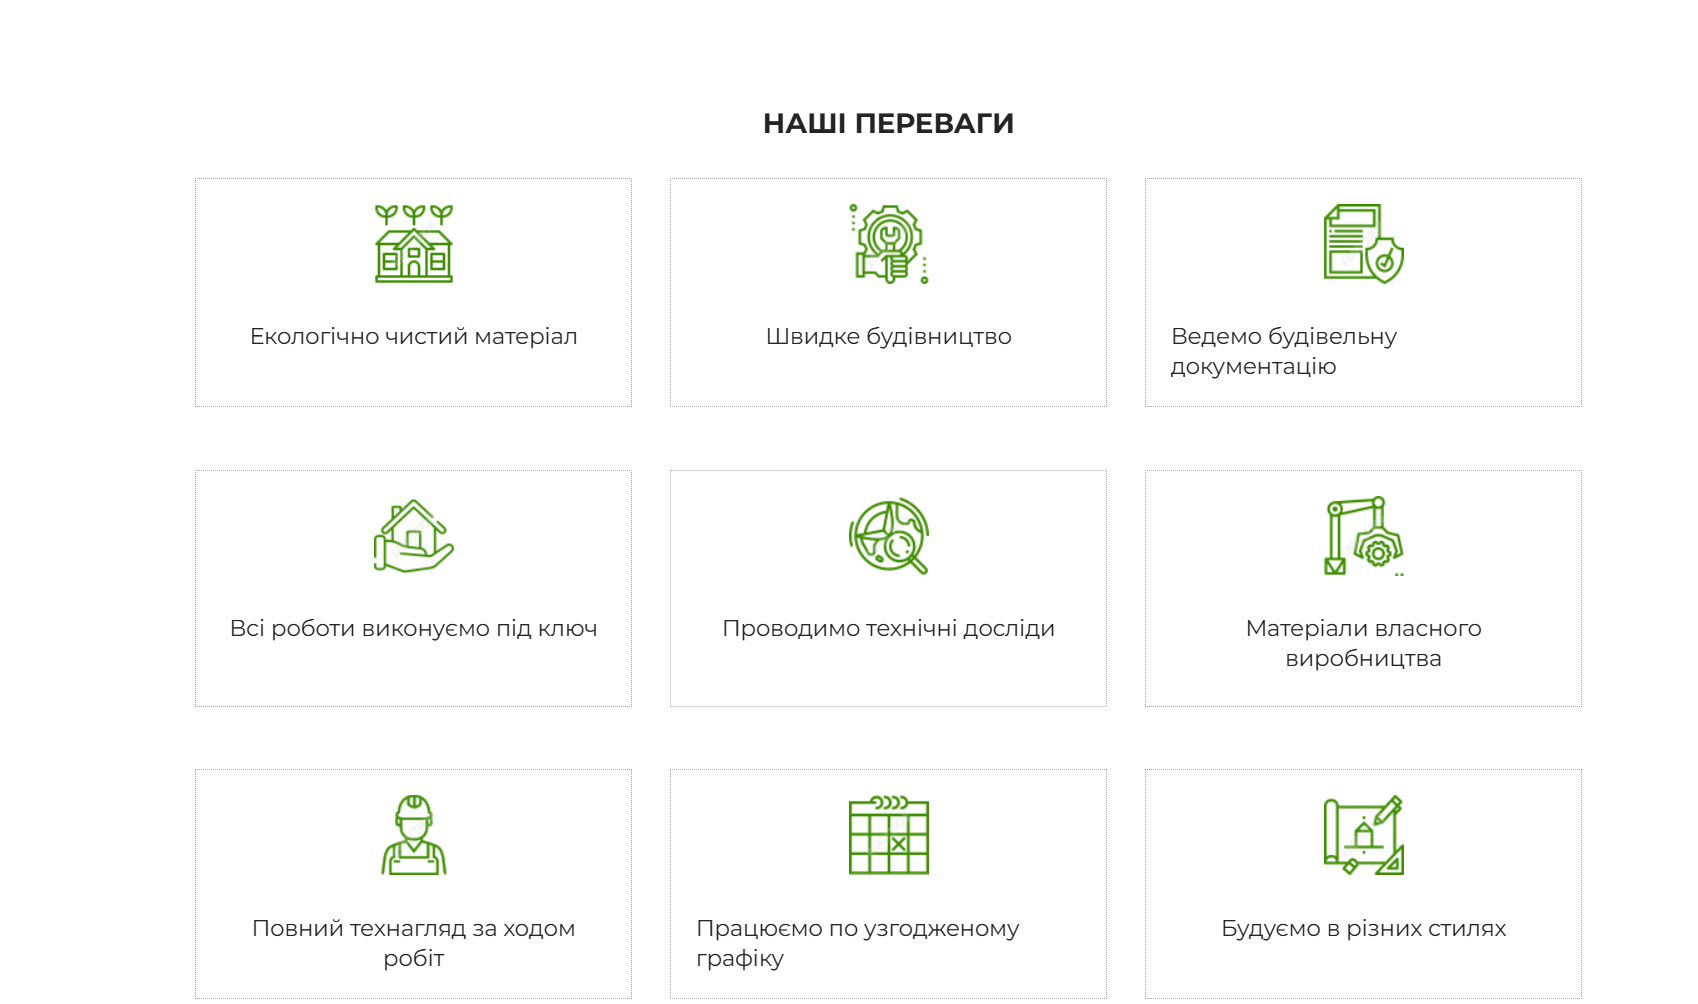 НАШІ ПЕРЕВАГИ
Екологічно чистий матеріал
Швидке будівництво
Ведемо будівельну
документацію
Всі роботи виконуємо під ключ
Проводимо технічні досліди
Матеріали власного
виробництва
Повний технагляд за ходом
робіт
Працюємо по узгодженому
графіку
Будуємо в різних стилях